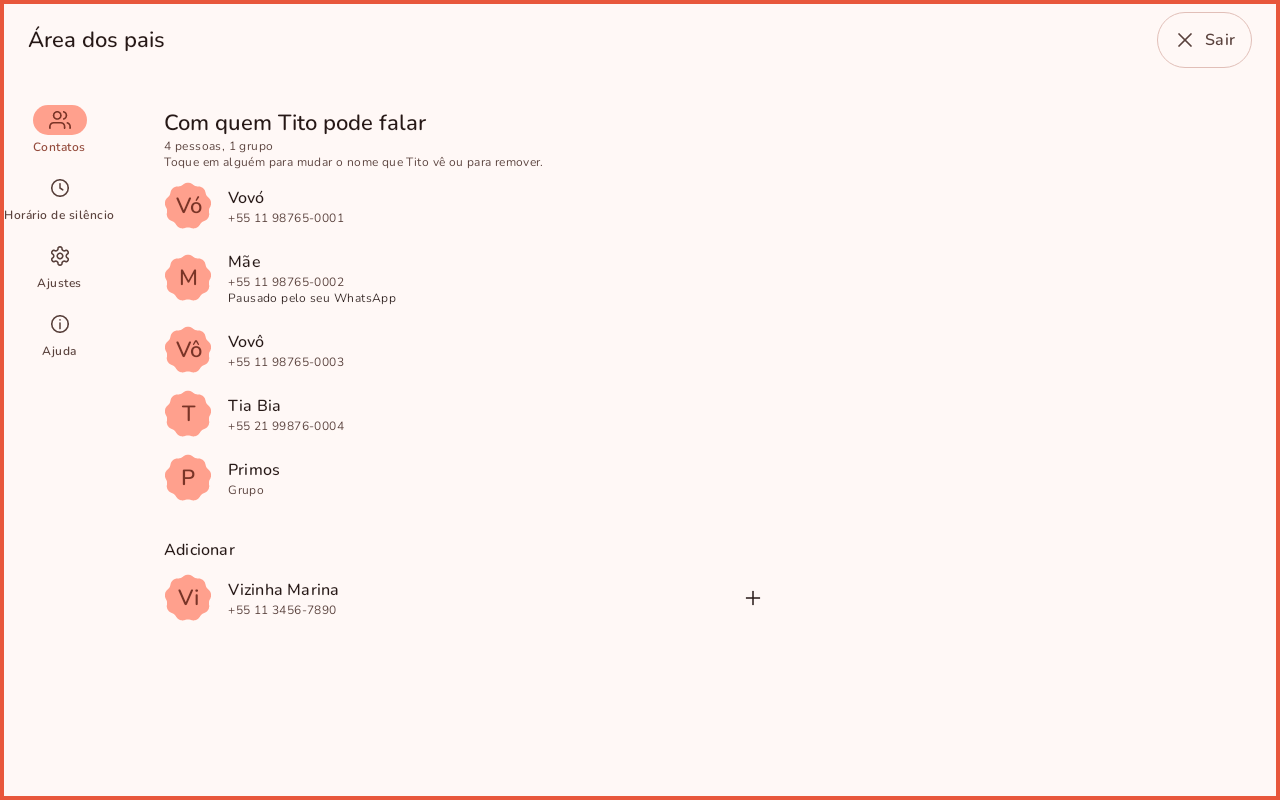 Área dos pais
Sair
Contatos
Horário de silêncio
Ajustes
Ajuda
Com quem Tito pode falar
4 pessoas, 1 grupo
Toque em alguém para mudar o nome que Tito vê ou para remover.
Vó
Vovó
+55 11 98765-0001
M
Mãe
+55 11 98765-0002
Pausado pelo seu WhatsApp
Vô
Vovô
+55 11 98765-0003
T
Tia Bia
+55 21 99876-0004
P
Primos
Grupo
Adicionar
Vi
Vizinha Marina
+55 11 3456-7890